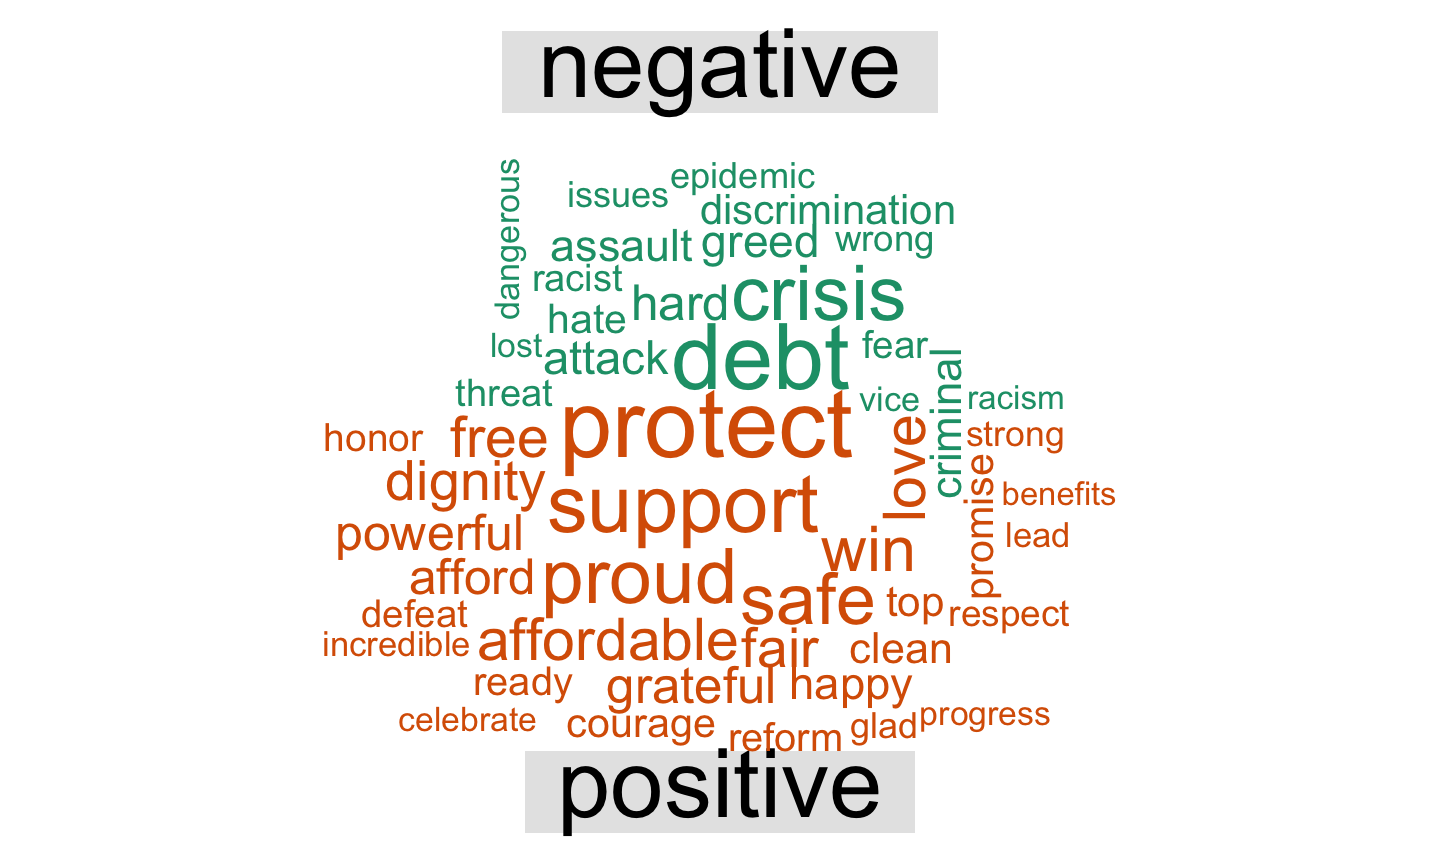 negative
epidemic
issues
dangerous
discrimination
assault
greed
wrong
racist
hard
crisis
hate
lost
attack
debt
fear
threat
vice
criminal
racism
honor
free
protect
love
strong
dignity
support
promise
benefits
powerful
win
lead
afford
proud
safe
top
respect
defeat
incredible
affordable
fair
clean
ready
grateful
happy
celebrate
courage
reform
glad
progress
positive